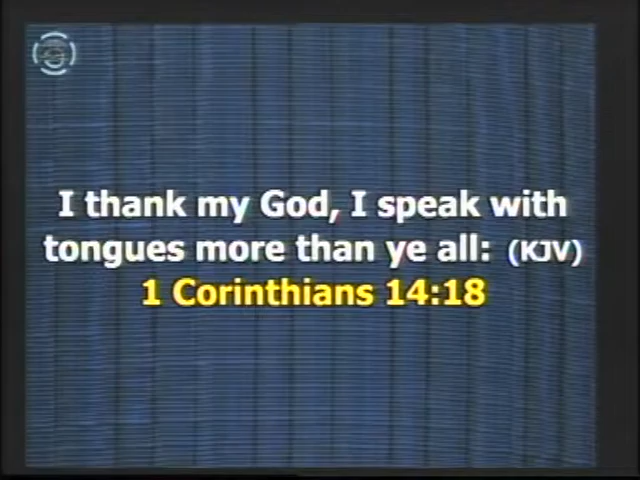 I thank my God, I speak with
tongues more than ye all: (KJV)
1 Corinthians 14:18